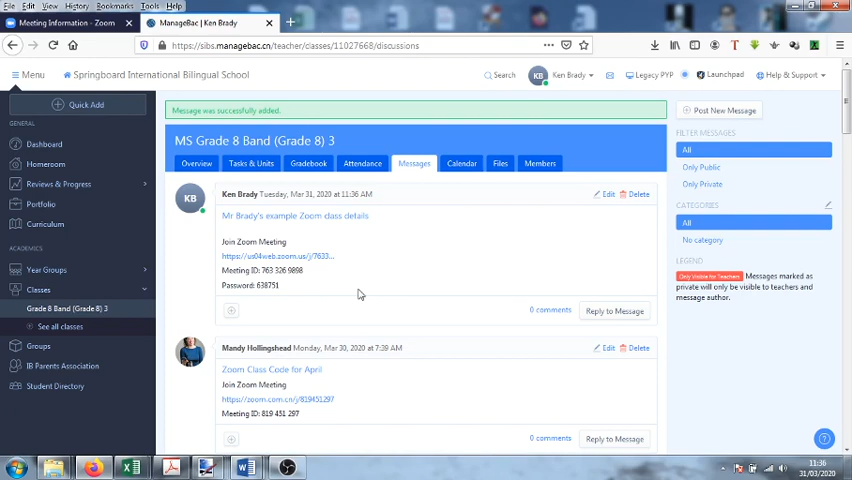 File Edit View History Bookmarks Tools Help
Meeting Information - Zoom
ManageBac | Ken Brady
https://sibs.managebac.cn/teacher/classes/11027668/discussions
Menu
Springboard International Bilingual School
Search
KB
Ken Brady
Legacy PYP
Launchpad
Help & Support
Quick Add
GENERAL
Dashboard
Homeroom
Reviews & Progress
Portfolio
Curriculum
ACADEMICS
Year Groups
Classes
Grade 8 Band (Grade 8) 3
See all classes
Groups
IB Parents Association
Student Directory
Message was successfully added.
MS Grade 8 Band (Grade 8) 3
Overview Tasks & Units Gradebook Attendance Messages Calendar Files Members
KB
Ken Brady Tuesday, Mar 31, 2020 at 11:36 AM
Edit Delete
Mr Brady's example Zoom class details
Join Zoom Meeting
https://us04web.zoom.us/j/7633...
Meeting ID: 763 326 9898
Password: 638751
0 comments Reply to Message
Mandy Hollingshead Monday, Mar 30, 2020 at 7:39 AM
Edit Delete
Zoom Class Code for April
Join Zoom Meeting
https://zoom.com.cn/j/819451297
Meeting ID: 819 451 297
0 comments Reply to Message
Post New Message
FILTER MESSAGES
All
Only Public
Only Private
CATEGORIES
All
No category
LEGEND
Only Visible for Teachers Messages marked as
private will only be visible to teachers and
message author.
11:36
31/03/2020